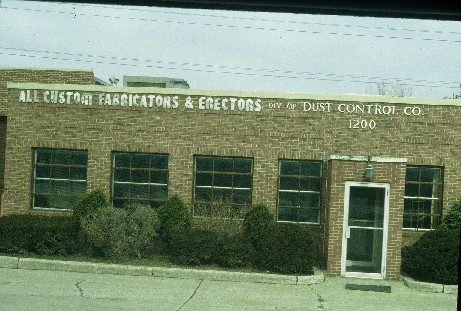 ALL CUSTOM FABRICATORS & ERECTORS DIV. OF DUST CONTROL CO.
1200